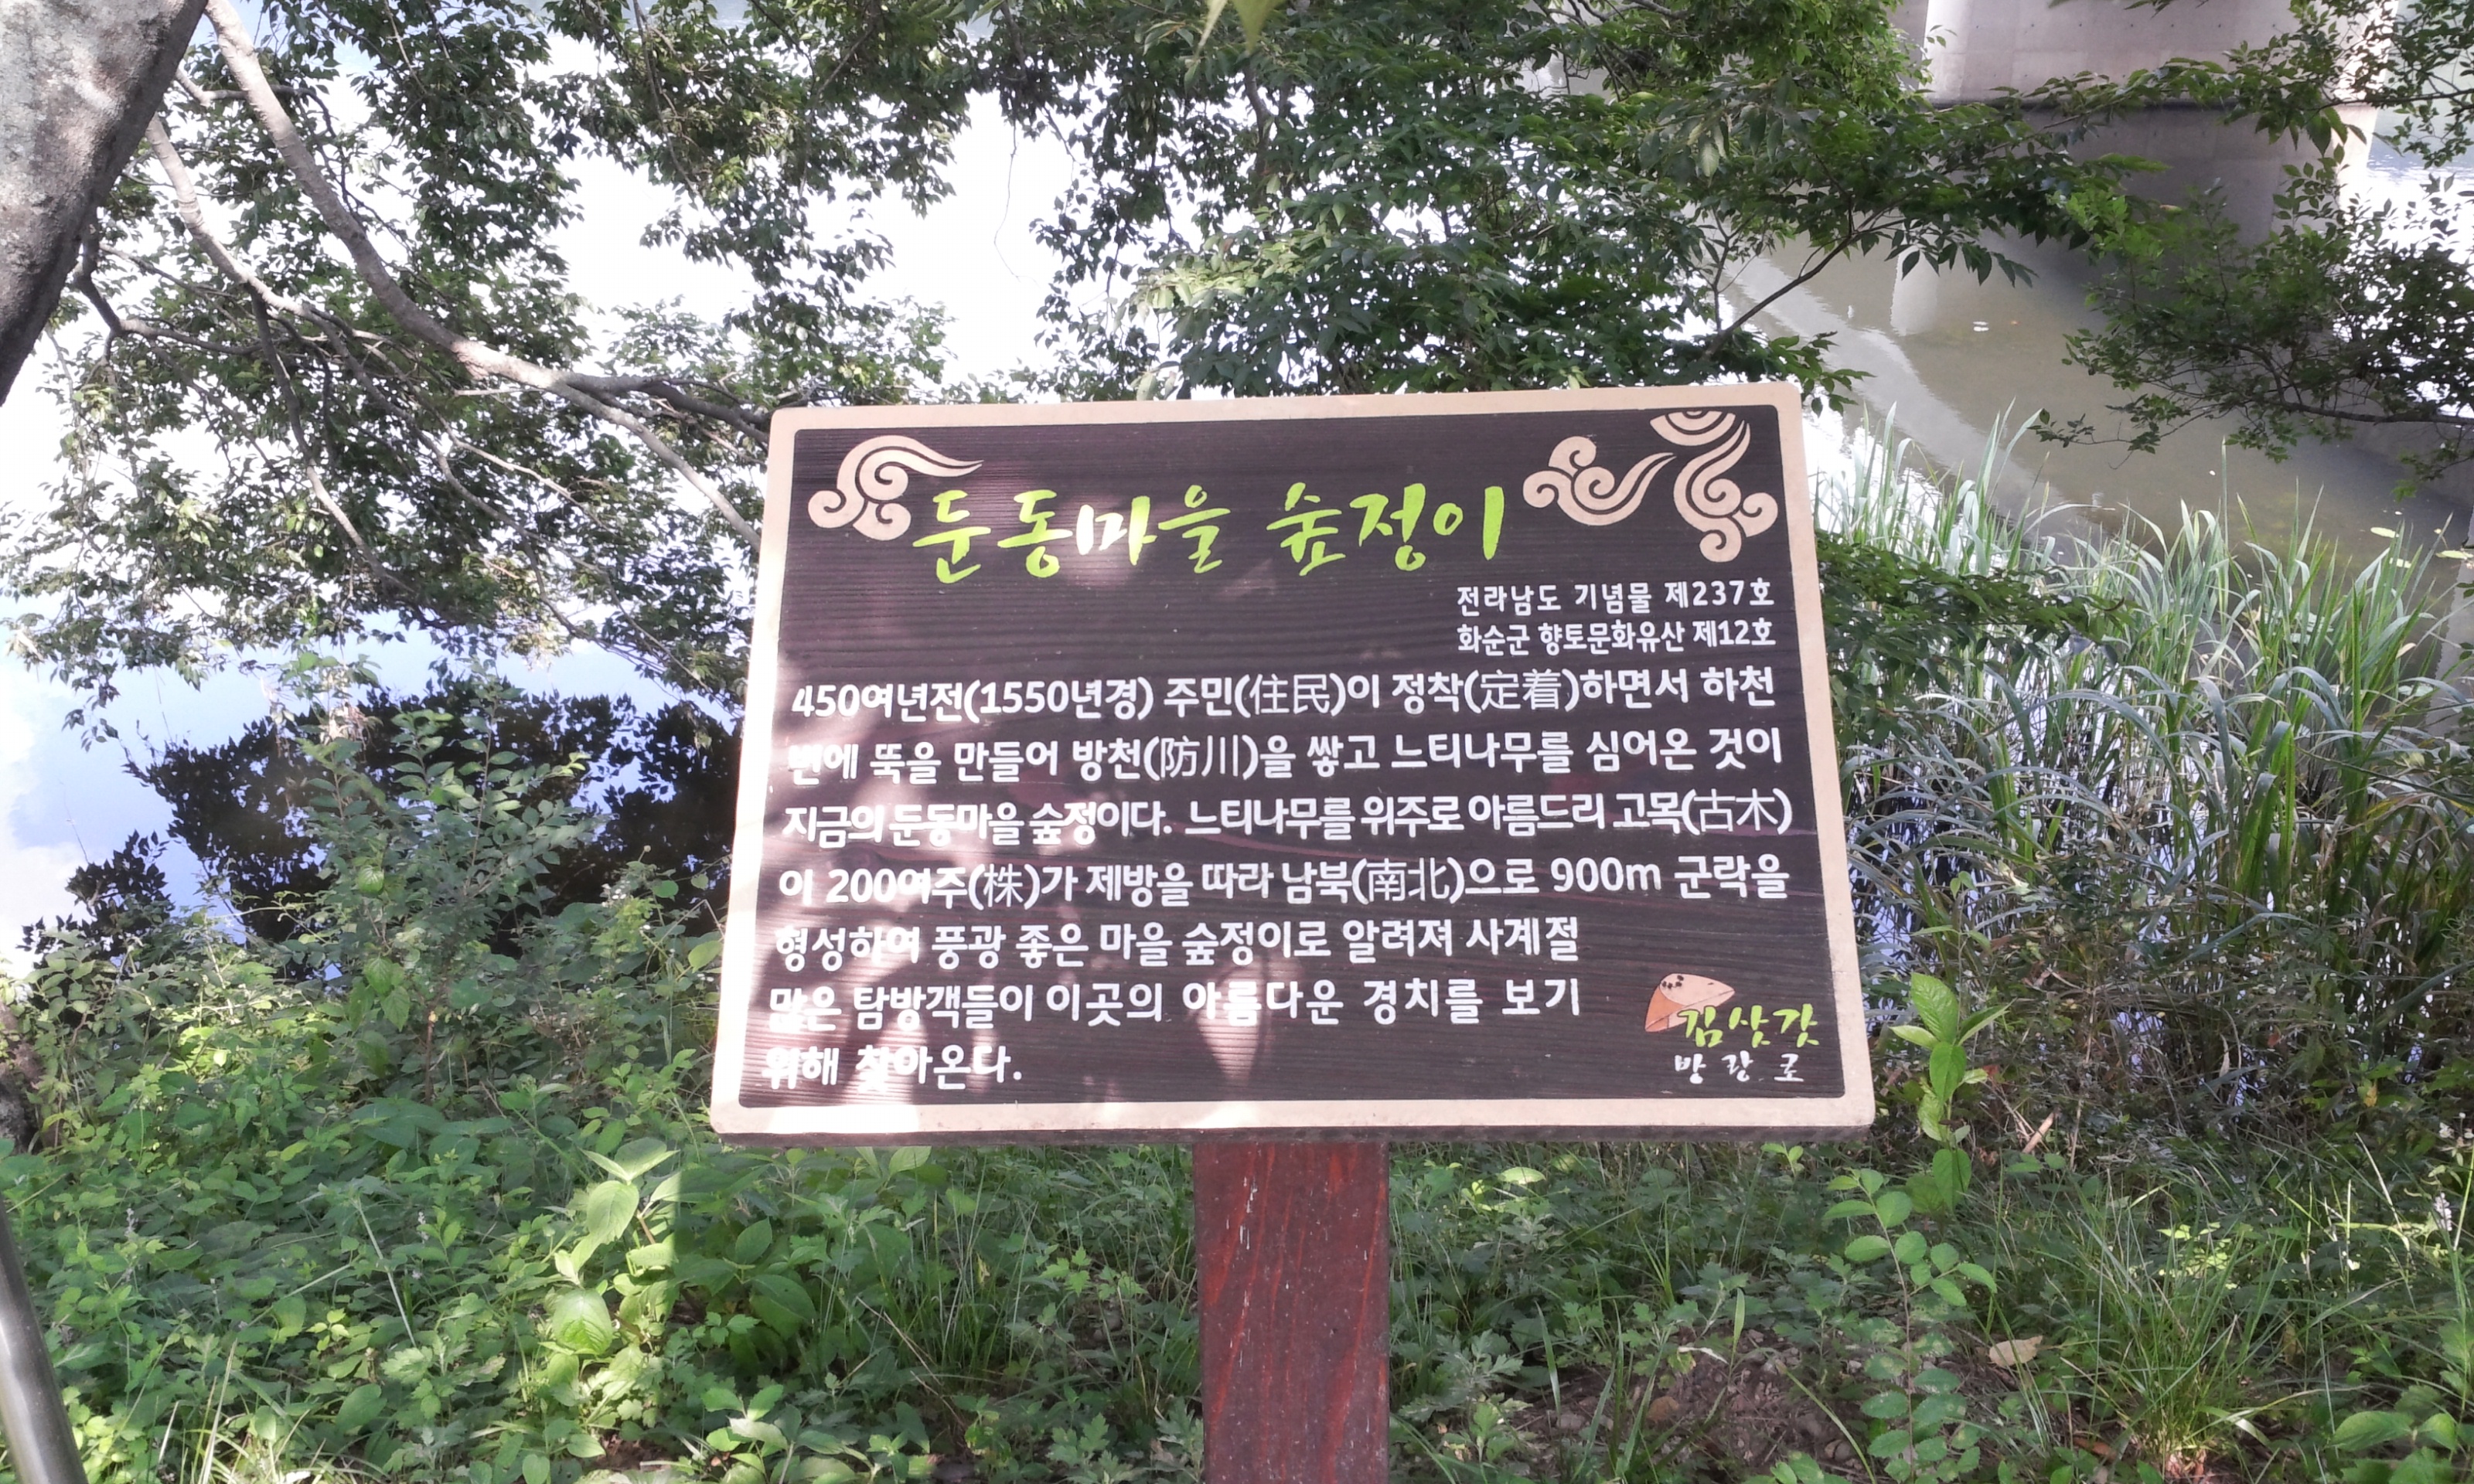 둔동마을 숲정이
전라남도 기념물 제237호
화순군 향토문화유산 제12호
450여년전(1550년경) 주민(住民)이 정착(定着)하면서 하천
변에 뚝을 만들어 방천(防川)을 쌓고 느티나무를 심어온 것이
지금의 둔동마을 숲정이다. 느티나무를 위주로 아름드리 고목(古木)
이 200여주(株)가 제방을 따라 남북(南北)으로 900m 군락을
형성하여 풍광 좋은 마을 숲정이로 알려져 사계절
많은 탐방객들이 이곳의 아름다운 경치를 보기
위해 찾아온다.
김삿갓
방랑로